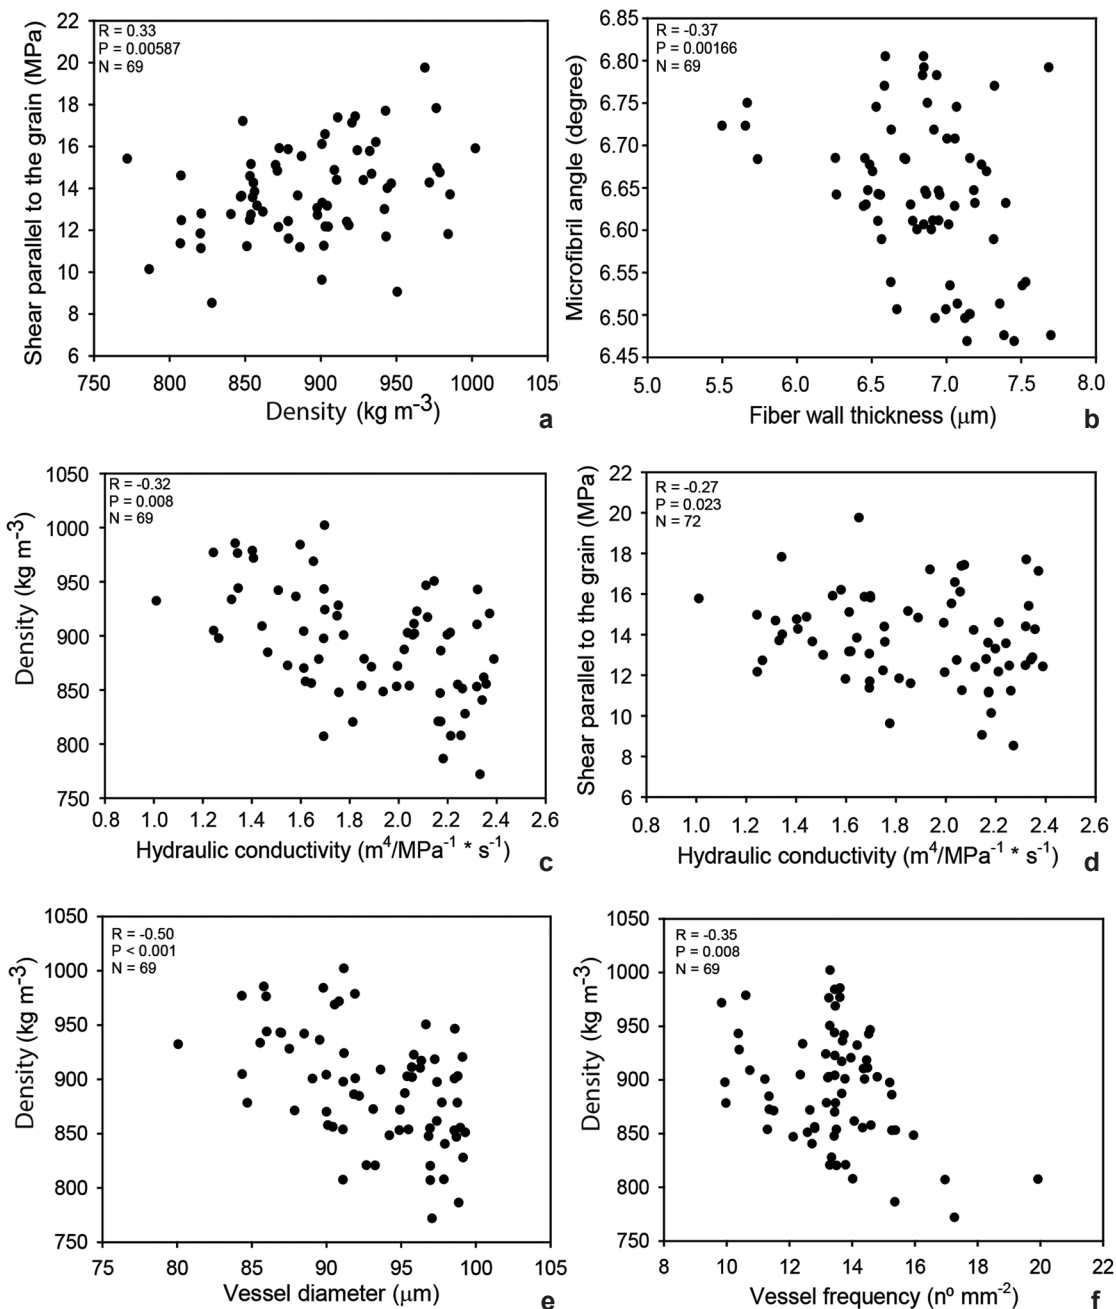 R = 0.33
P = 0.00587
N = 69
22
20
18
16
14
12
10
8
6
Shear parallel to the grain (MPa)
750 800 850 900 950 1000 105
Density (kg m-3)
a
R = -0.37
P = 0.00166
N = 69
6.85
6.80
6.75
6.70
6.65
6.60
6.55
6.50
6.45
Microfibril angle (degree)
5.0 5.5 6.0 6.5 7.0 7.5 8.0
Fiber wall thickness (μm)
b
R = -0.32
P = 0.008
N = 69
1050
1000
950
900
850
800
750
Density (kg m-3)
0.8 1.0 1.2 1.4 1.6 1.8 2.0 2.2 2.4 2.6
Hydraulic conductivity (m4/MPa-1 * s-1)
c
R = -0.27
P = 0.023
N = 72
22
20
18
16
14
12
10
8
6
Shear parallel to the grain (MPa)
0.8 1.0 1.2 1.4 1.6 1.8 2.0 2.2 2.4 2.6
Hydraulic conductivity (m4/MPa-1 * s-1)
d
R = -0.50
P < 0.001
N = 69
1050
1000
950
900
850
800
750
Density (kg m-3)
75 80 85 90 95 100 105
Vessel diameter (μm)
e
R = -0.35
P = 0.008
N = 69
1050
1000
950
900
850
800
750
Density (kg m-3)
8 10 12 14 16 18 20 22
Vessel frequency (nº mm-2)
f